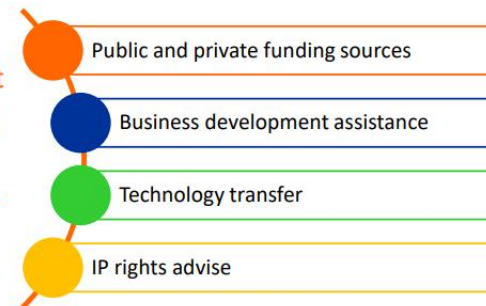 Public and private funding sources
Business development assistance
Technology transfer
IP rights advise